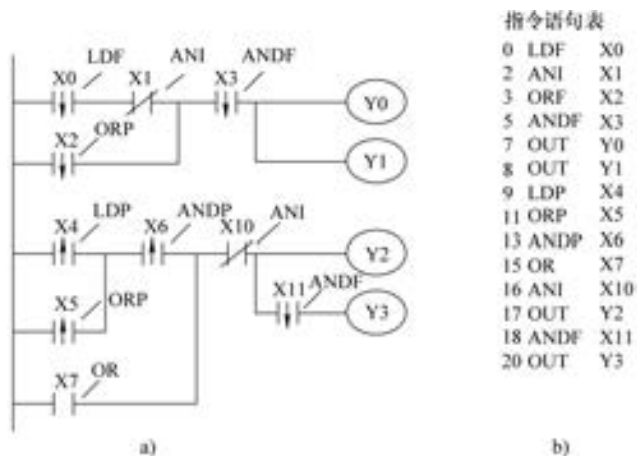 LDF ANI ANDF
X0 X1 X3
Y0
X2 ORP
Y1
LDP ANDP ANI
X4 X6 X10
Y2
X11 ANDF
X5 ORP
Y3
X7 OR
a)
指令语句表
0 LDF X0
2 ANI X1
3 ORF X2
5 ANDF X3
7 OUT Y0
8 OUT Y1
9 LDP X4
11 ORP X5
13 ANDP X6
15 OR X7
16 ANI X10
17 OUT Y2
18 ANDF X11
20 OUT Y3
b)